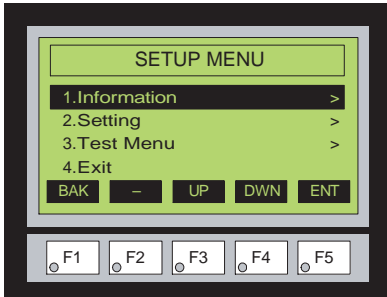 SETUP MENU
1.Information >
2.Setting >
3.Test Menu >
4.Exit
BAK – UP DWN ENT
F1 F2 F3 F4 F5